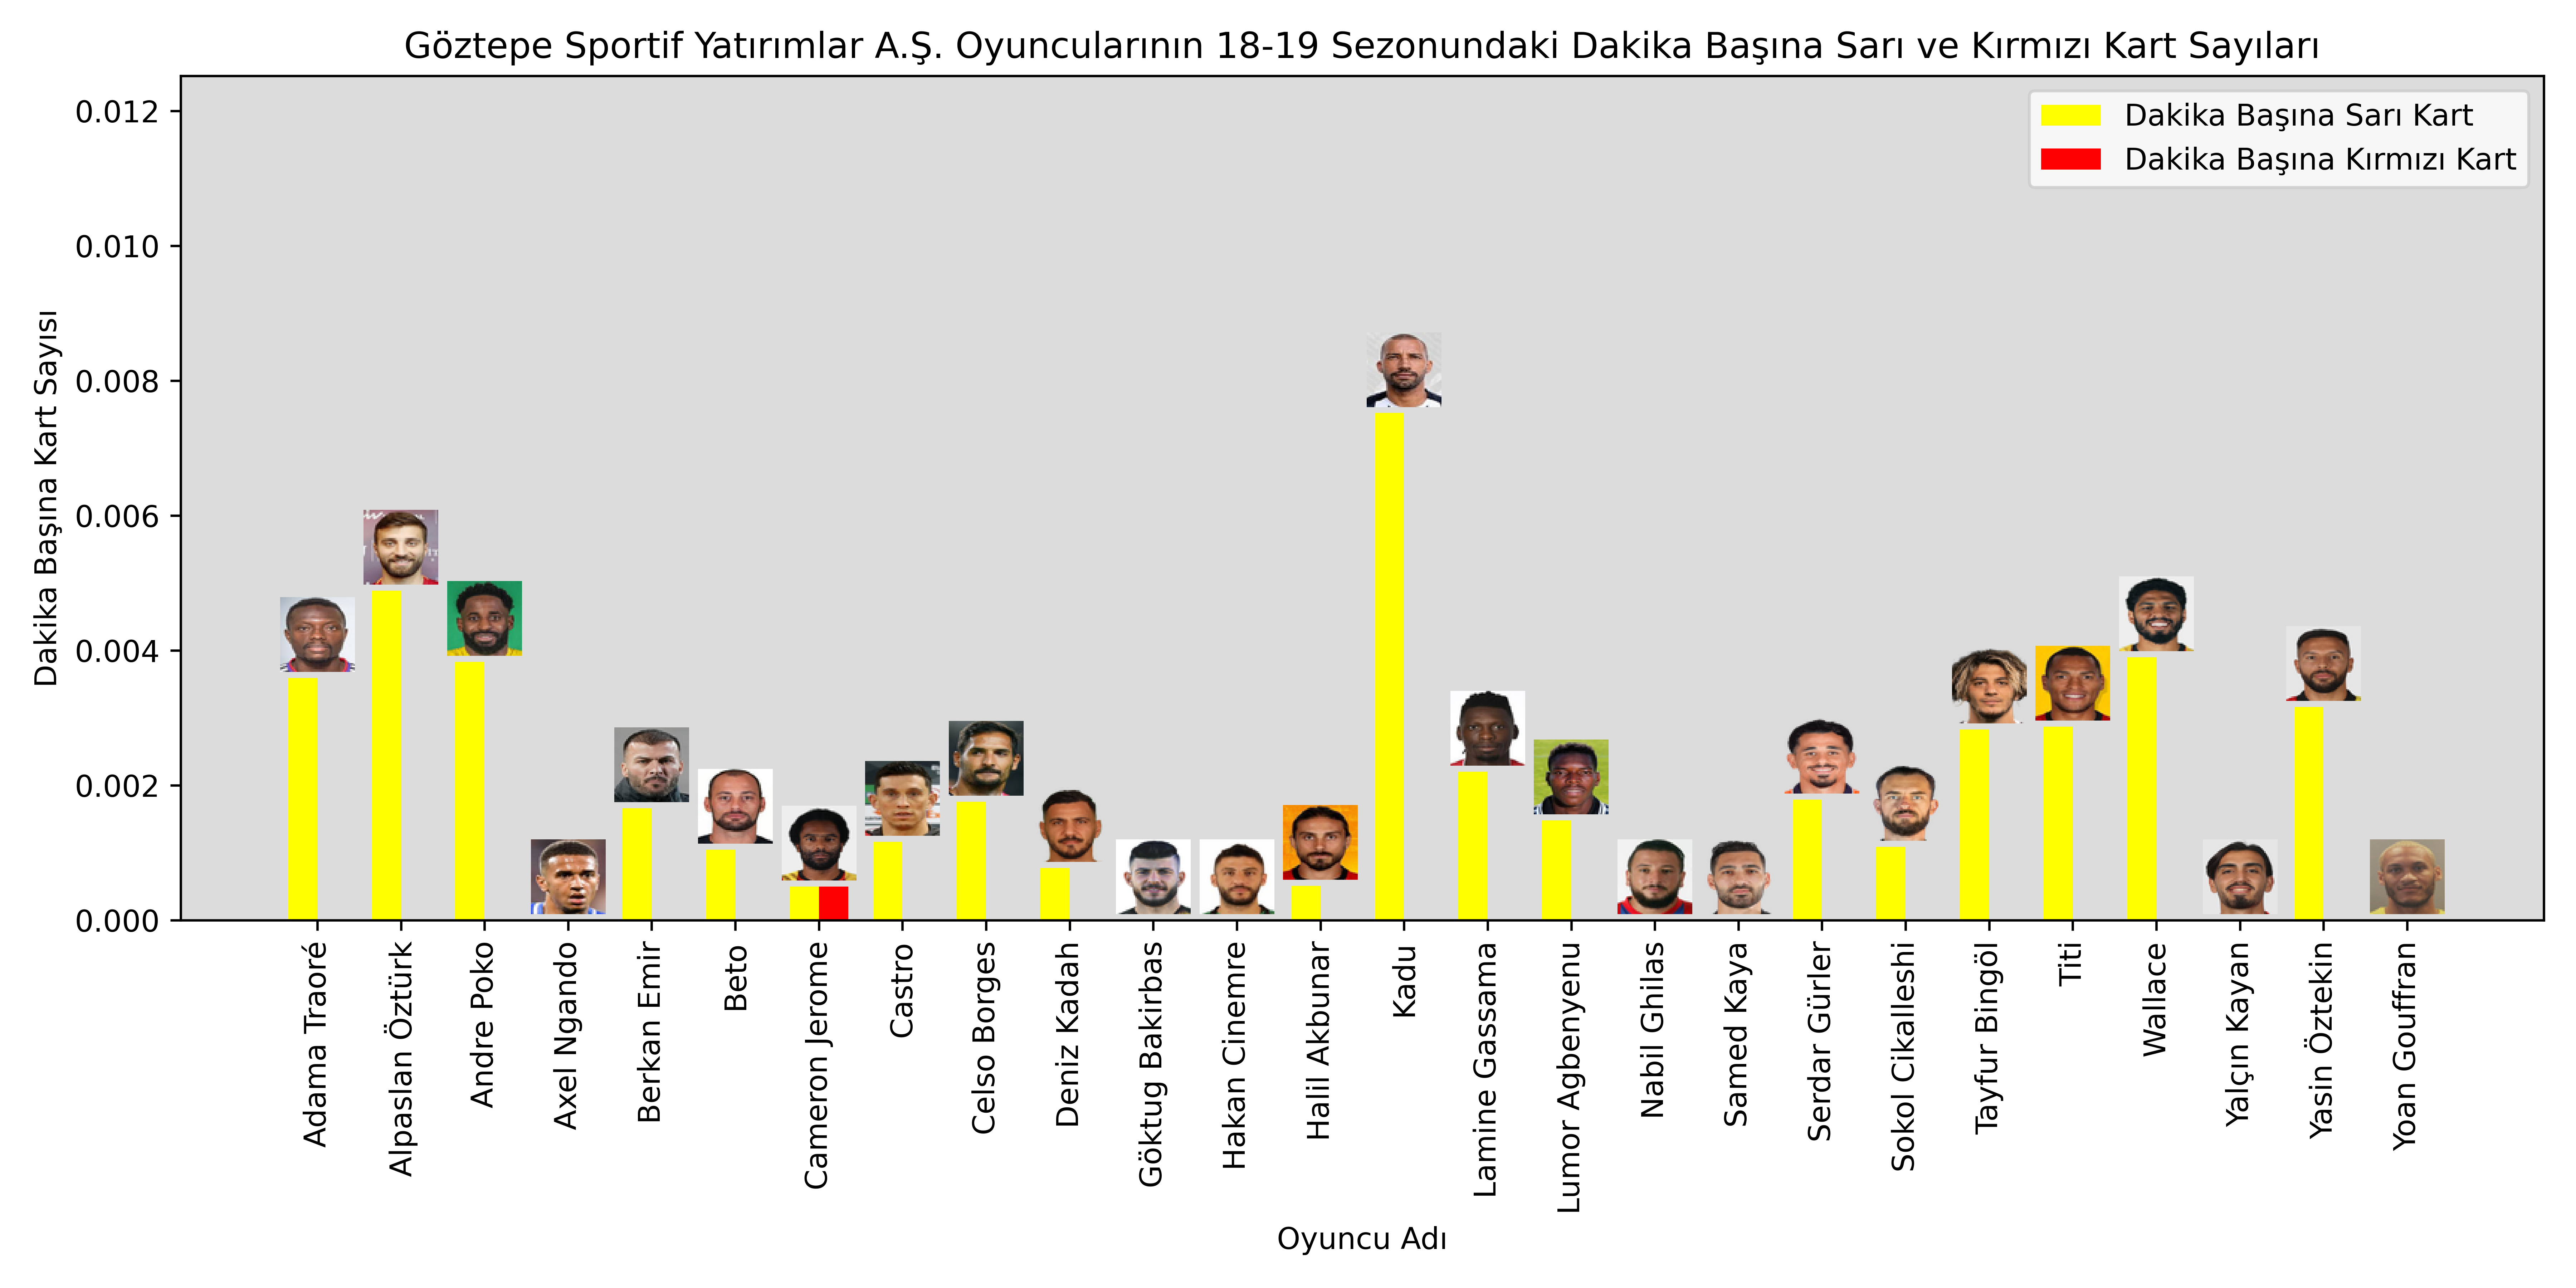 Göztepe Sportif Yatırımlar A.Ş. Oyuncularının 18-19 Sezonundaki Dakika Başına Sarı ve Kırmızı Kart Sayıları
Dakika Başına Sarı Kart
Dakika Başına Kırmızı Kart
Dakika Başına Kart Sayısı
0.012
0.010
0.008
0.006
0.004
0.002
0.000
Adama Traoré
Alpaslan Öztürk
Andre Poko
Axel Ngando
Berkan Emir
Beto
Cameron Jerome
Castro
Celso Borges
Deniz Kadah
Göktug Bakirbas
Hakan Cinemre
Halil Akbunar
Kadu
Lamine Gassama
Lumor Agbenyenu
Nabil Ghilas
Samed Kaya
Serdar Gürler
Sokol Cikalleshi
Tayfur Bingöl
Titi
Wallace
Yalçın Kayan
Yasin Öztekin
Yoan Gouffran
Oyuncu Adı